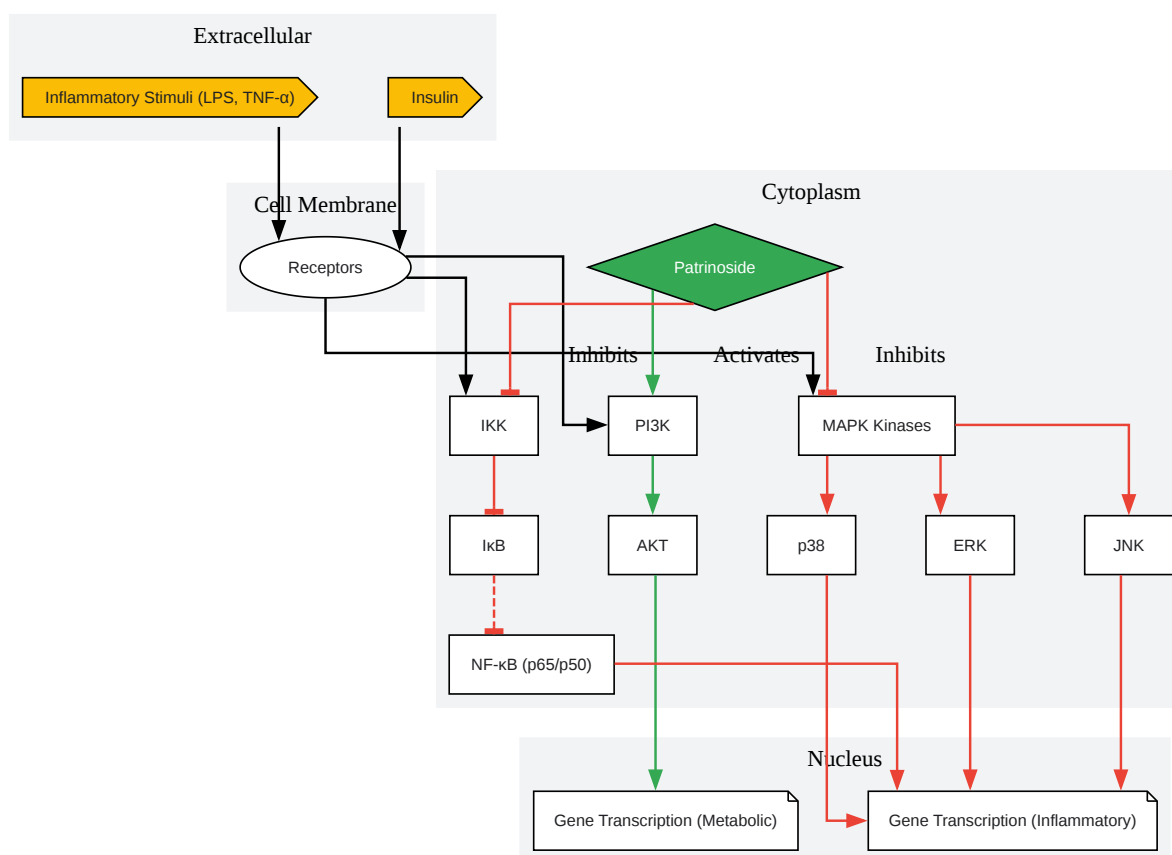 Extracellular
Inflammatory Stimuli (LPS, TNF-α)
Insulin
Cell Membrane
Cytoplasm
Receptors
Patrinoside
Inhibits
Activates
Inhibits
IKK
PI3K
MAPK Kinases
IκB
AKT
p38
ERK
JNK
NF-κB (p65/p50)
Nucleus
Gene Transcription (Metabolic)
Gene Transcription (Inflammatory)